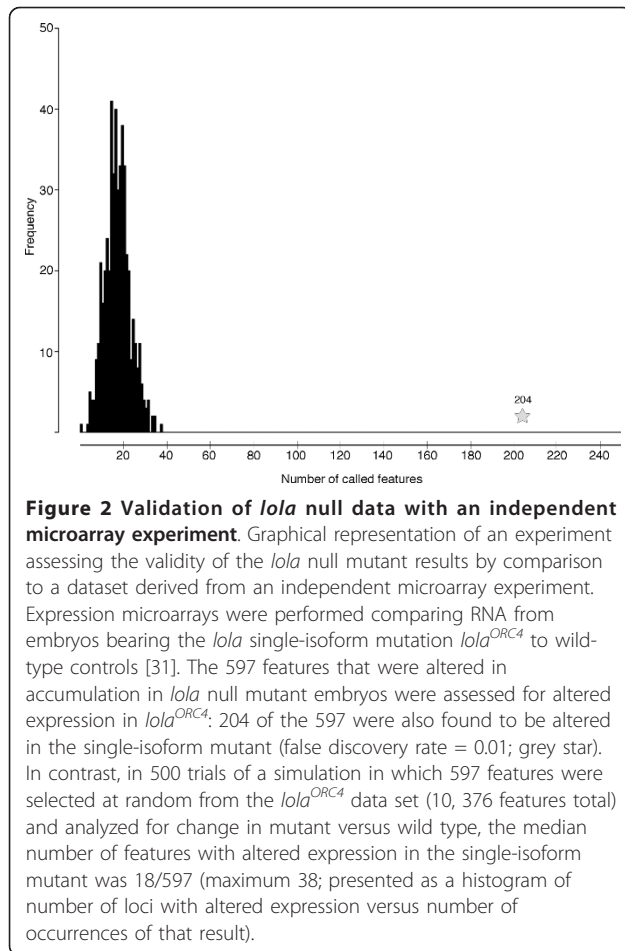 50
40
30
20
10
Frequency
204
20 40 60 80 100 120 140 160 180 200 220 240
Number of called features
Figure 2 Validation of lola null data with an independent
microarray experiment. Graphical representation of an experiment
assessing the validity of the lola null mutant results by comparison
to a dataset derived from an independent microarray experiment.
Expression microarrays were performed comparing RNA from
embryos bearing the lola single-isoform mutation lola^ORC4 to wild-
type controls [31]. The 597 features that were altered in
accumulation in lola null mutant embryos were assessed for altered
expression in lola^ORC4: 204 of the 597 were also found to be altered
in the single-isoform mutant (false discovery rate = 0.01; grey star).
In contrast, in 500 trials of a simulation in which 597 features were
selected at random from the lola^ORC4 data set (10, 376 features total)
and analyzed for change in mutant versus wild type, the median
number of features with altered expression in the single-isoform
mutant was 18/597 (maximum 38; presented as a histogram of
number of loci with altered expression versus number of
occurrences of that result).